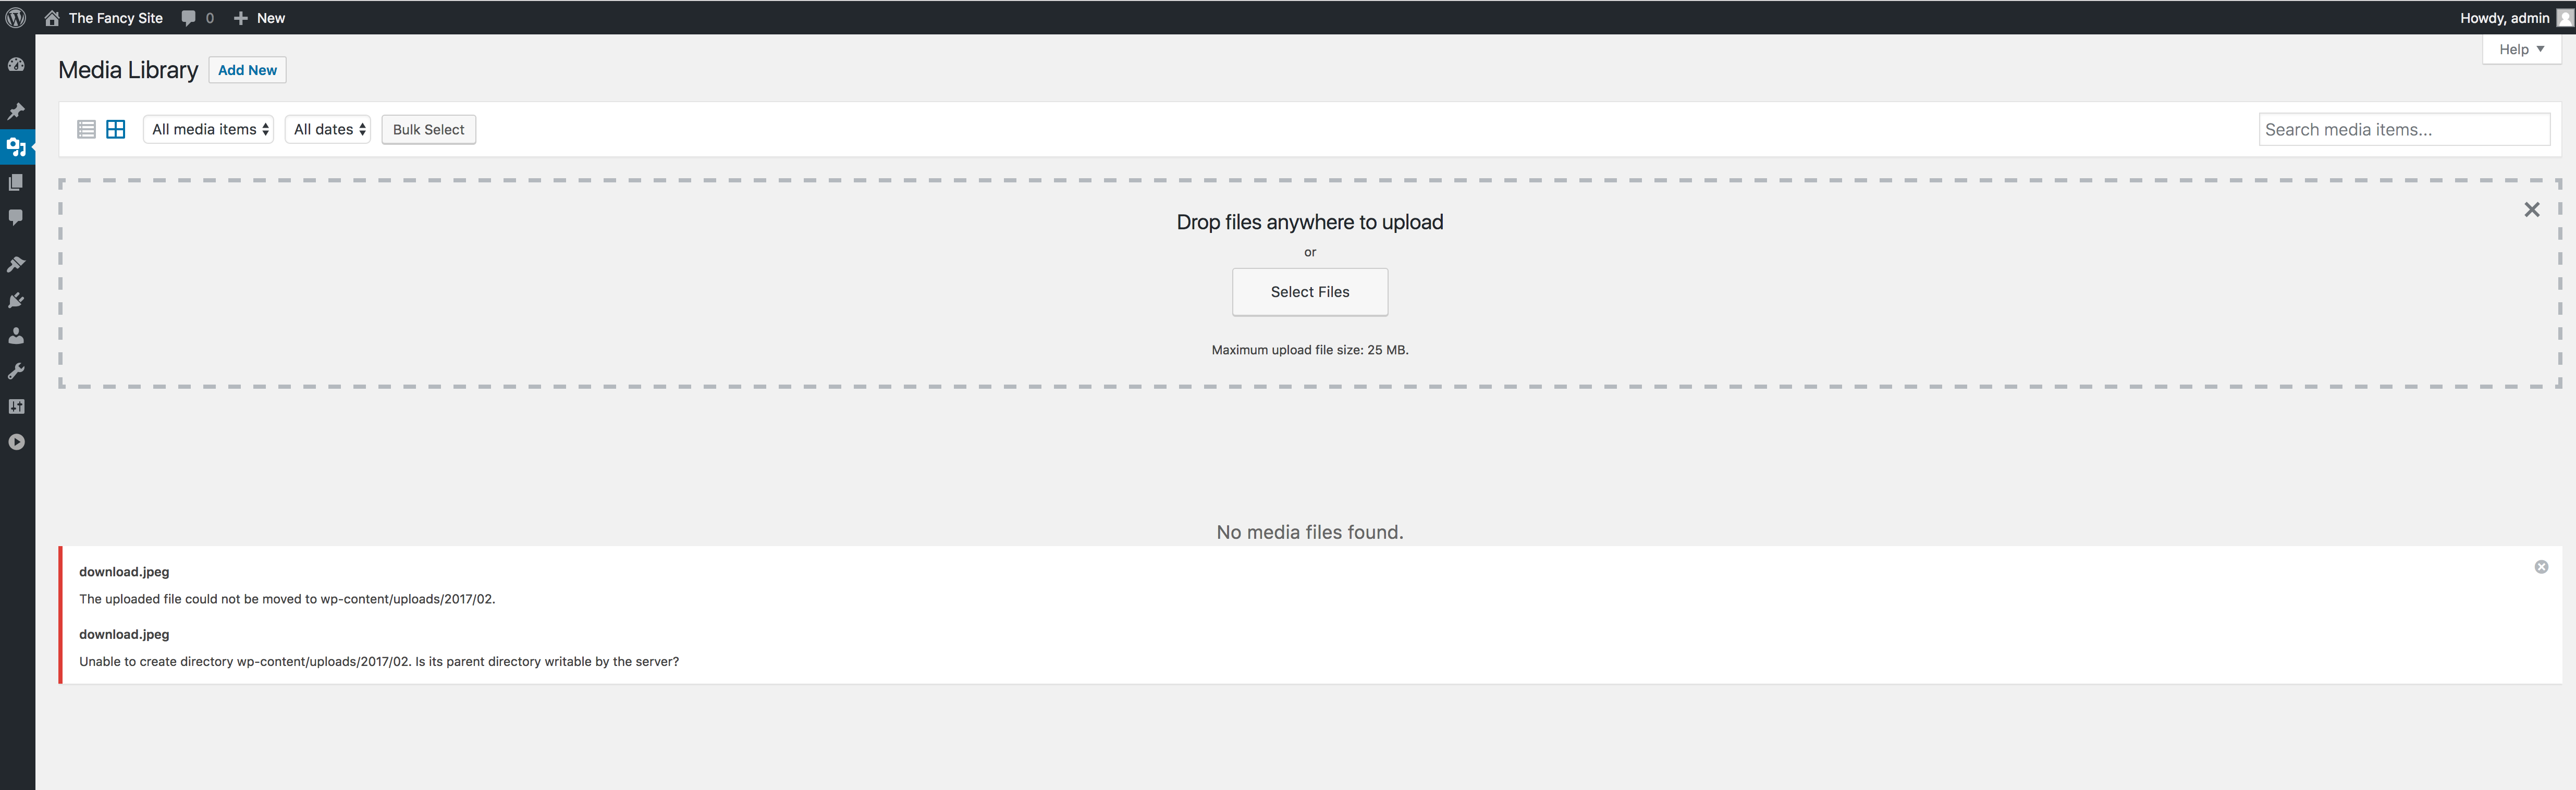 The Fancy Site 0 New Howdy, admin
Help
Media Library Add New
All media items All dates Bulk Select Search media items...
Drop files anywhere to upload
or
Select Files
Maximum upload file size: 25 MB.
No media files found.
download.jpeg
The uploaded file could not be moved to wp-content/uploads/2017/02.
download.jpeg
Unable to create directory wp-content/uploads/2017/02. Is its parent directory writable by the server?